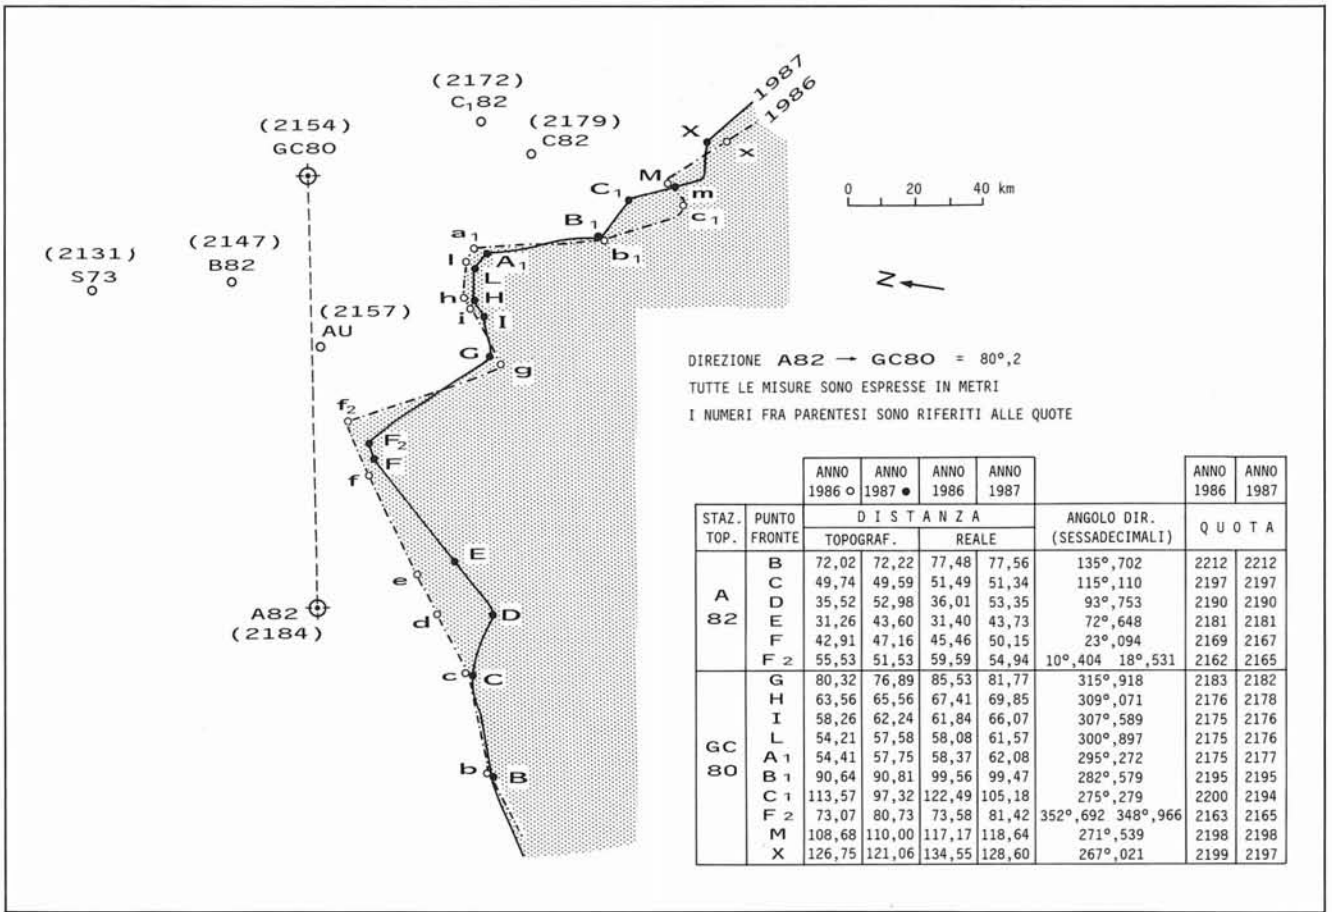 1987
1986
(2172)
C₁82
(2179)
C82
(2154)
GC80
X
x
M
m
C₁
c₁
B₁
b₁
0 20 40 km
a₁
A₁
l
L
(2131)
S73
(2147)
B82
h
H
i
I
N
(2157)
AU
G
g
DIREZIONE A82 → GC80 = 80°,2
TUTTE LE MISURE SONO ESPRESSE IN METRI
I NUMERI FRA PARENTESI SONO RIFERITI ALLE QUOTE
f₂
F₂
F
f
E
e
A82
(2184)
d
D
c
C
b
B
ANNO 1986 ○ ANNO 1987 ● ANNO 1986 ANNO 1987 ANNO 1986 ANNO 1987
STAZ. TOP. PUNTO FRONTE DISTANZA ANGOLO DIR. (SESSADECIMALI) QUOTA
TOPOGRAF. REALE
A 82
B 72,02 72,22 77,48 77,56 135°,702 2212 2212
C 49,74 49,59 51,49 51,34 115°,110 2197 2197
D 35,52 52,98 36,01 53,35 93°,753 2190 2190
E 31,26 43,60 31,40 43,73 72°,648 2181 2181
F 42,91 47,16 45,46 50,15 23°,094 2169 2167
F 2 55,53 51,53 59,59 54,94 10°,404 18°,531 2162 2165
GC 80
G 80,32 76,89 85,53 81,77 315°,918 2183 2182
H 63,56 65,56 67,41 69,85 309°,071 2176 2178
I 58,26 62,24 61,84 66,07 307°,589 2175 2176
L 54,21 57,58 58,08 61,57 300°,897 2175 2176
A 1 54,41 57,75 58,37 62,08 295°,272 2175 2177
B 1 90,64 90,81 99,56 99,47 282°,579 2195 2195
C 1 113,57 97,32 122,49 105,18 275°,279 2200 2194
F 2 73,07 80,73 73,58 81,42 352°,692 348°,966 2163 2165
M 108,68 110,00 117,17 118,64 271°,539 2198 2198
X 126,75 121,06 134,55 128,60 267°,021 2199 2197